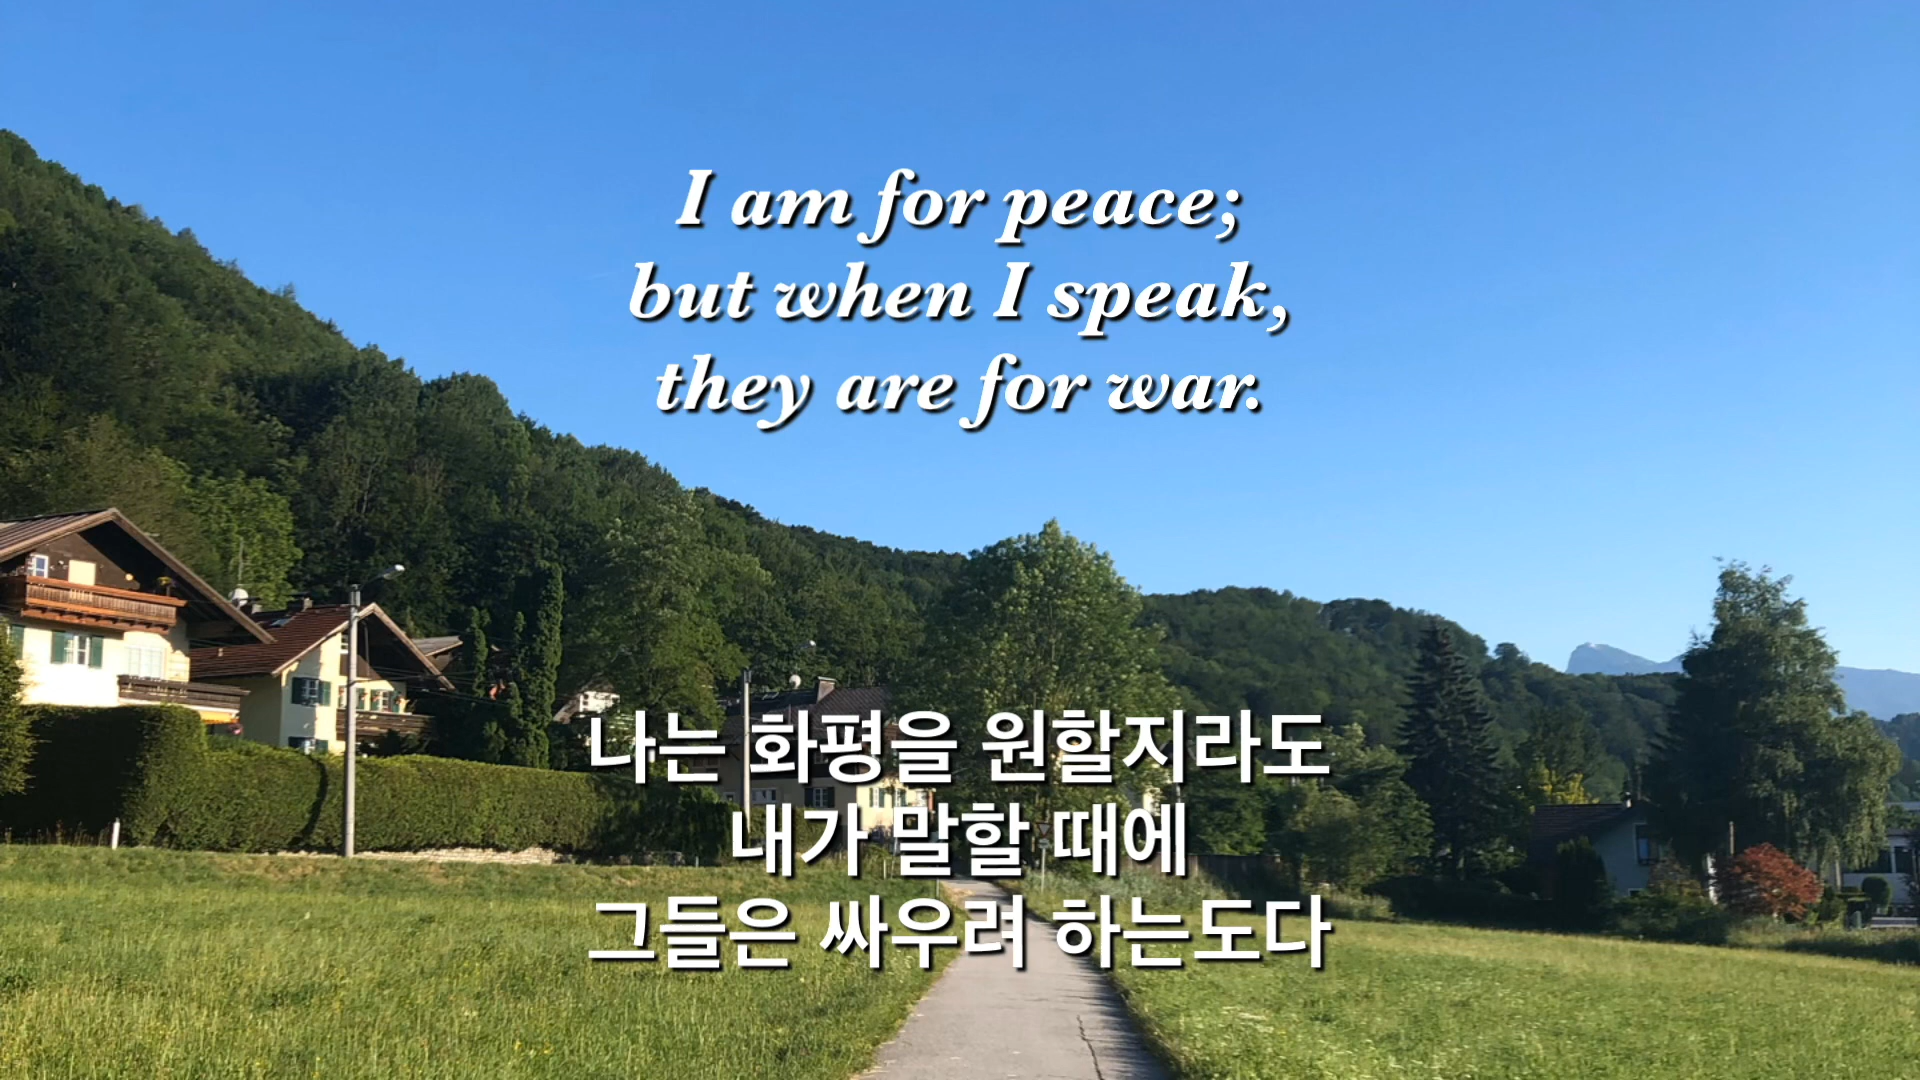 I am for peace;
but when I speak,
they are for war.
나는 화평을 원할지라도
내가 말할 때에
그들은 싸우려 하는도다